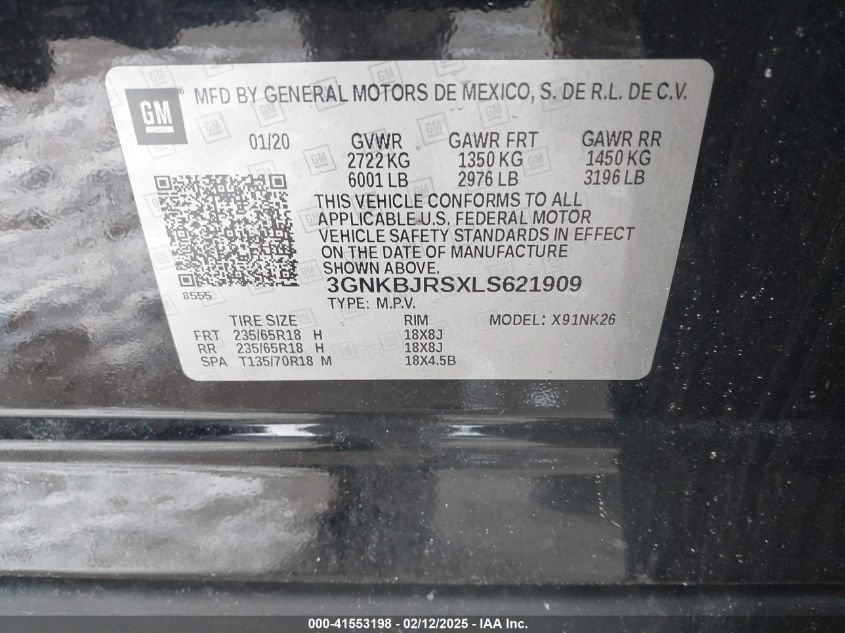 GM
MFD BY GENERAL MOTORS DE MEXICO, S. DE R.L. DE C.V.
01/20 GVWR GAWR FRT GAWR RR
2722 KG 1350 KG 1450 KG
6001 LB 2976 LB 3196 LB
THIS VEHICLE CONFORMS TO ALL
APPLICABLE U.S. FEDERAL MOTOR
VEHICLE SAFETY STANDARDS IN EFFECT
ON THE DATE OF MANUFACTURE
SHOWN ABOVE.
8555
3GNKBJRSXLS621909
TYPE: M.P.V.
TIRE SIZE RIM MODEL: X91NK26
FRT 235/65R18 H 18X8J
RR 235/65R18 H 18X8J
SPA T135/70R18 M 18X4.5B
000-41553198 - 02/12/2025 - IAA Inc.